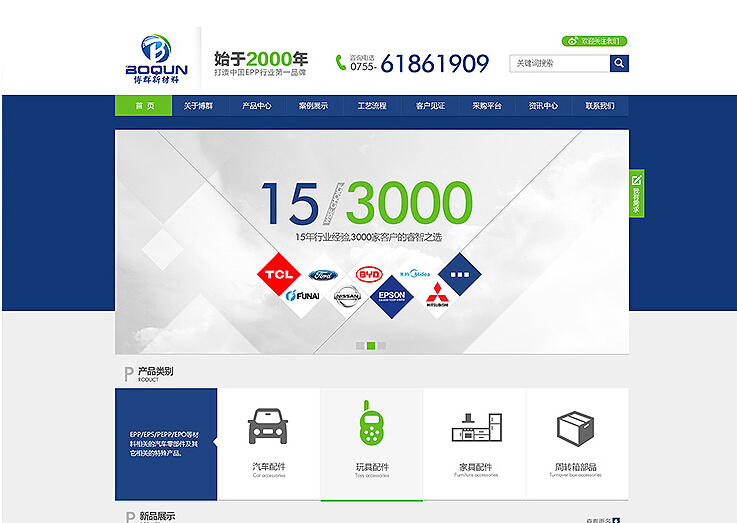 BOQUN
博群新材料
始于2000年
打造中国EPP行业第一品牌
咨询电话
0755-61861909
欢迎关注我们
关键词搜索
首 页 关于博群 产品中心 案例展示 工艺流程 客户见证 采购平台 资讯中心 联系我们
15/3000
WISE CHOICE
15年行业经验,3000家客户的睿智之选
我有需求
TCL Ford BYD 美的 Midea
FUNAI NISSAN EPSON MITSUBISHI
P 产品类别
RODUCT
EPP/EPS/PEPP/EPO等材
料相关的汽车零部件及其
它相关的特殊产品。
汽车配件 玩具配件 家具配件 周转箱部品
Car accessories Toys accessories Furniture accessories Turnover box accessories
P 新品展示
查看更多